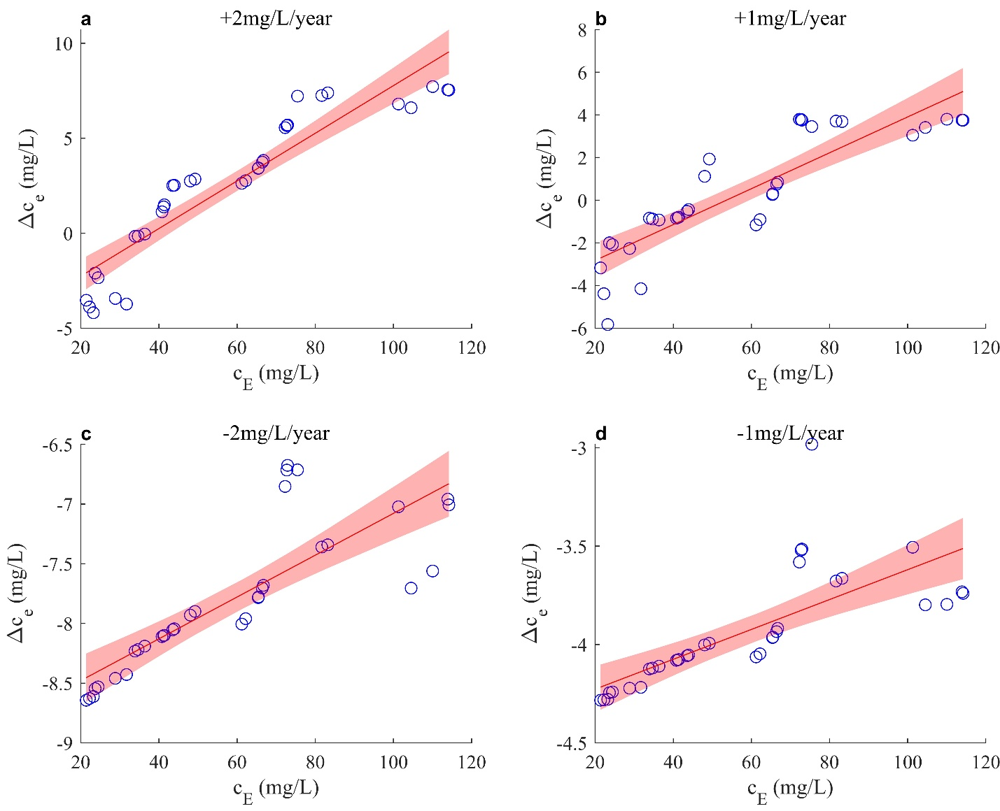 a +2mg/L/year
10
5
0
-5
20 40 60 80 100 120
Δc_e (mg/L)
c_E (mg/L)
b +1mg/L/year
8
6
4
2
0
-2
-4
-6
20 40 60 80 100 120
Δc_e (mg/L)
c_E (mg/L)
c -2mg/L/year
-6.5
-7
-7.5
-8
-8.5
-9
20 40 60 80 100 120
Δc_e (mg/L)
c_E (mg/L)
d -1mg/L/year
-3
-3.5
-4
-4.5
20 40 60 80 100 120
Δc_e (mg/L)
c_E (mg/L)